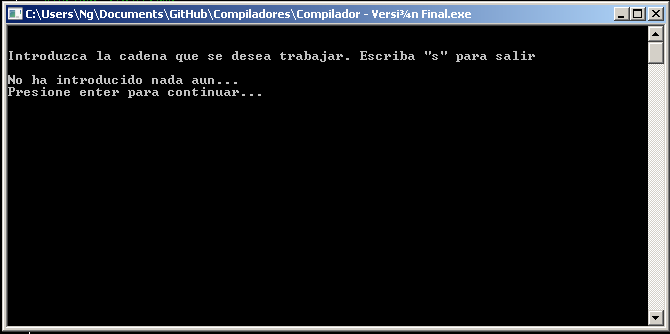 C:\Users\Ng\Documents\GitHub\Compiladores\Compilador - Versi¾n Final.exe
Introduzca la cadena que se desea trabajar. Escriba "s" para salir
No ha introducido nada aun...
Presione enter para continuar...